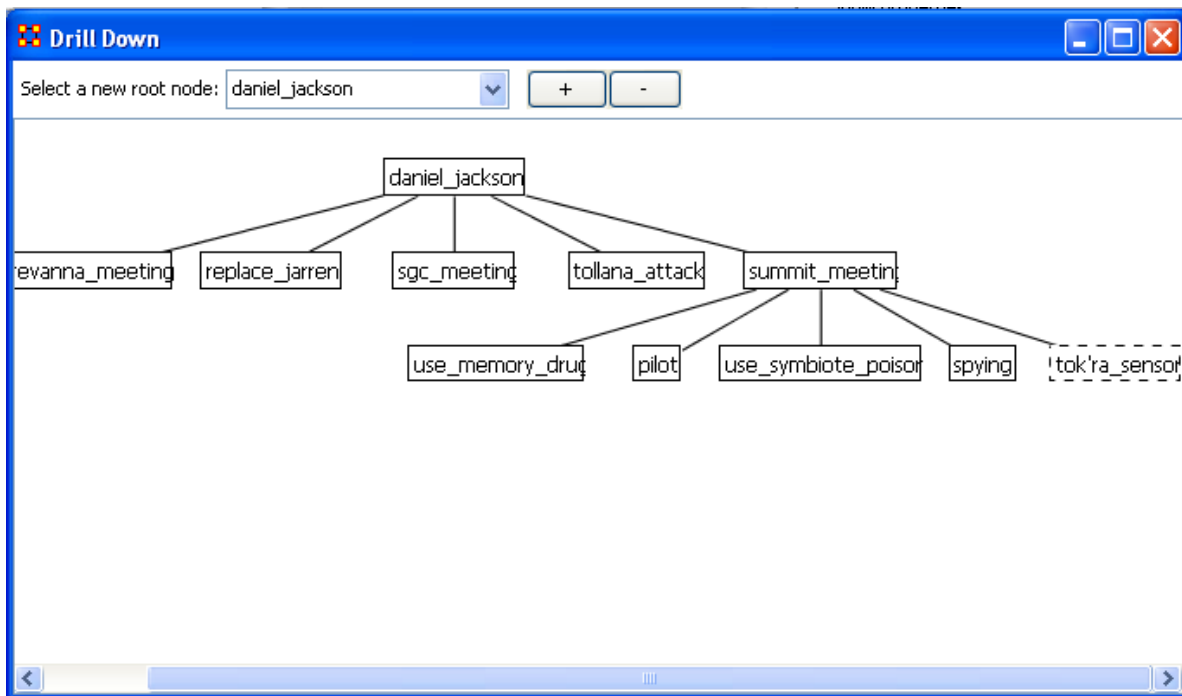 Drill Down
Select a new root node: daniel_jackson + -
daniel_jackson
revanna_meeting replace_jarren sgc_meeting tollana_attack summit_meeting
use_memory_drug pilot use_symbiote_poison spying tok'ra_sensor